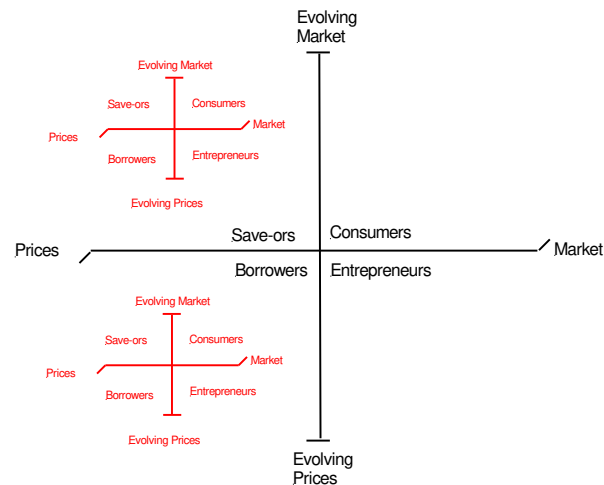 Evolving
Market
Evolving Market
Save-ors
Consumers
Prices
Market
Borrowers
Entrepreneurs
Evolving Prices
Save-ors
Consumers
Prices
Market
Borrowers
Entrepreneurs
Evolving Market
Save-ors
Consumers
Prices
Market
Borrowers
Entrepreneurs
Evolving Prices
Evolving
Prices